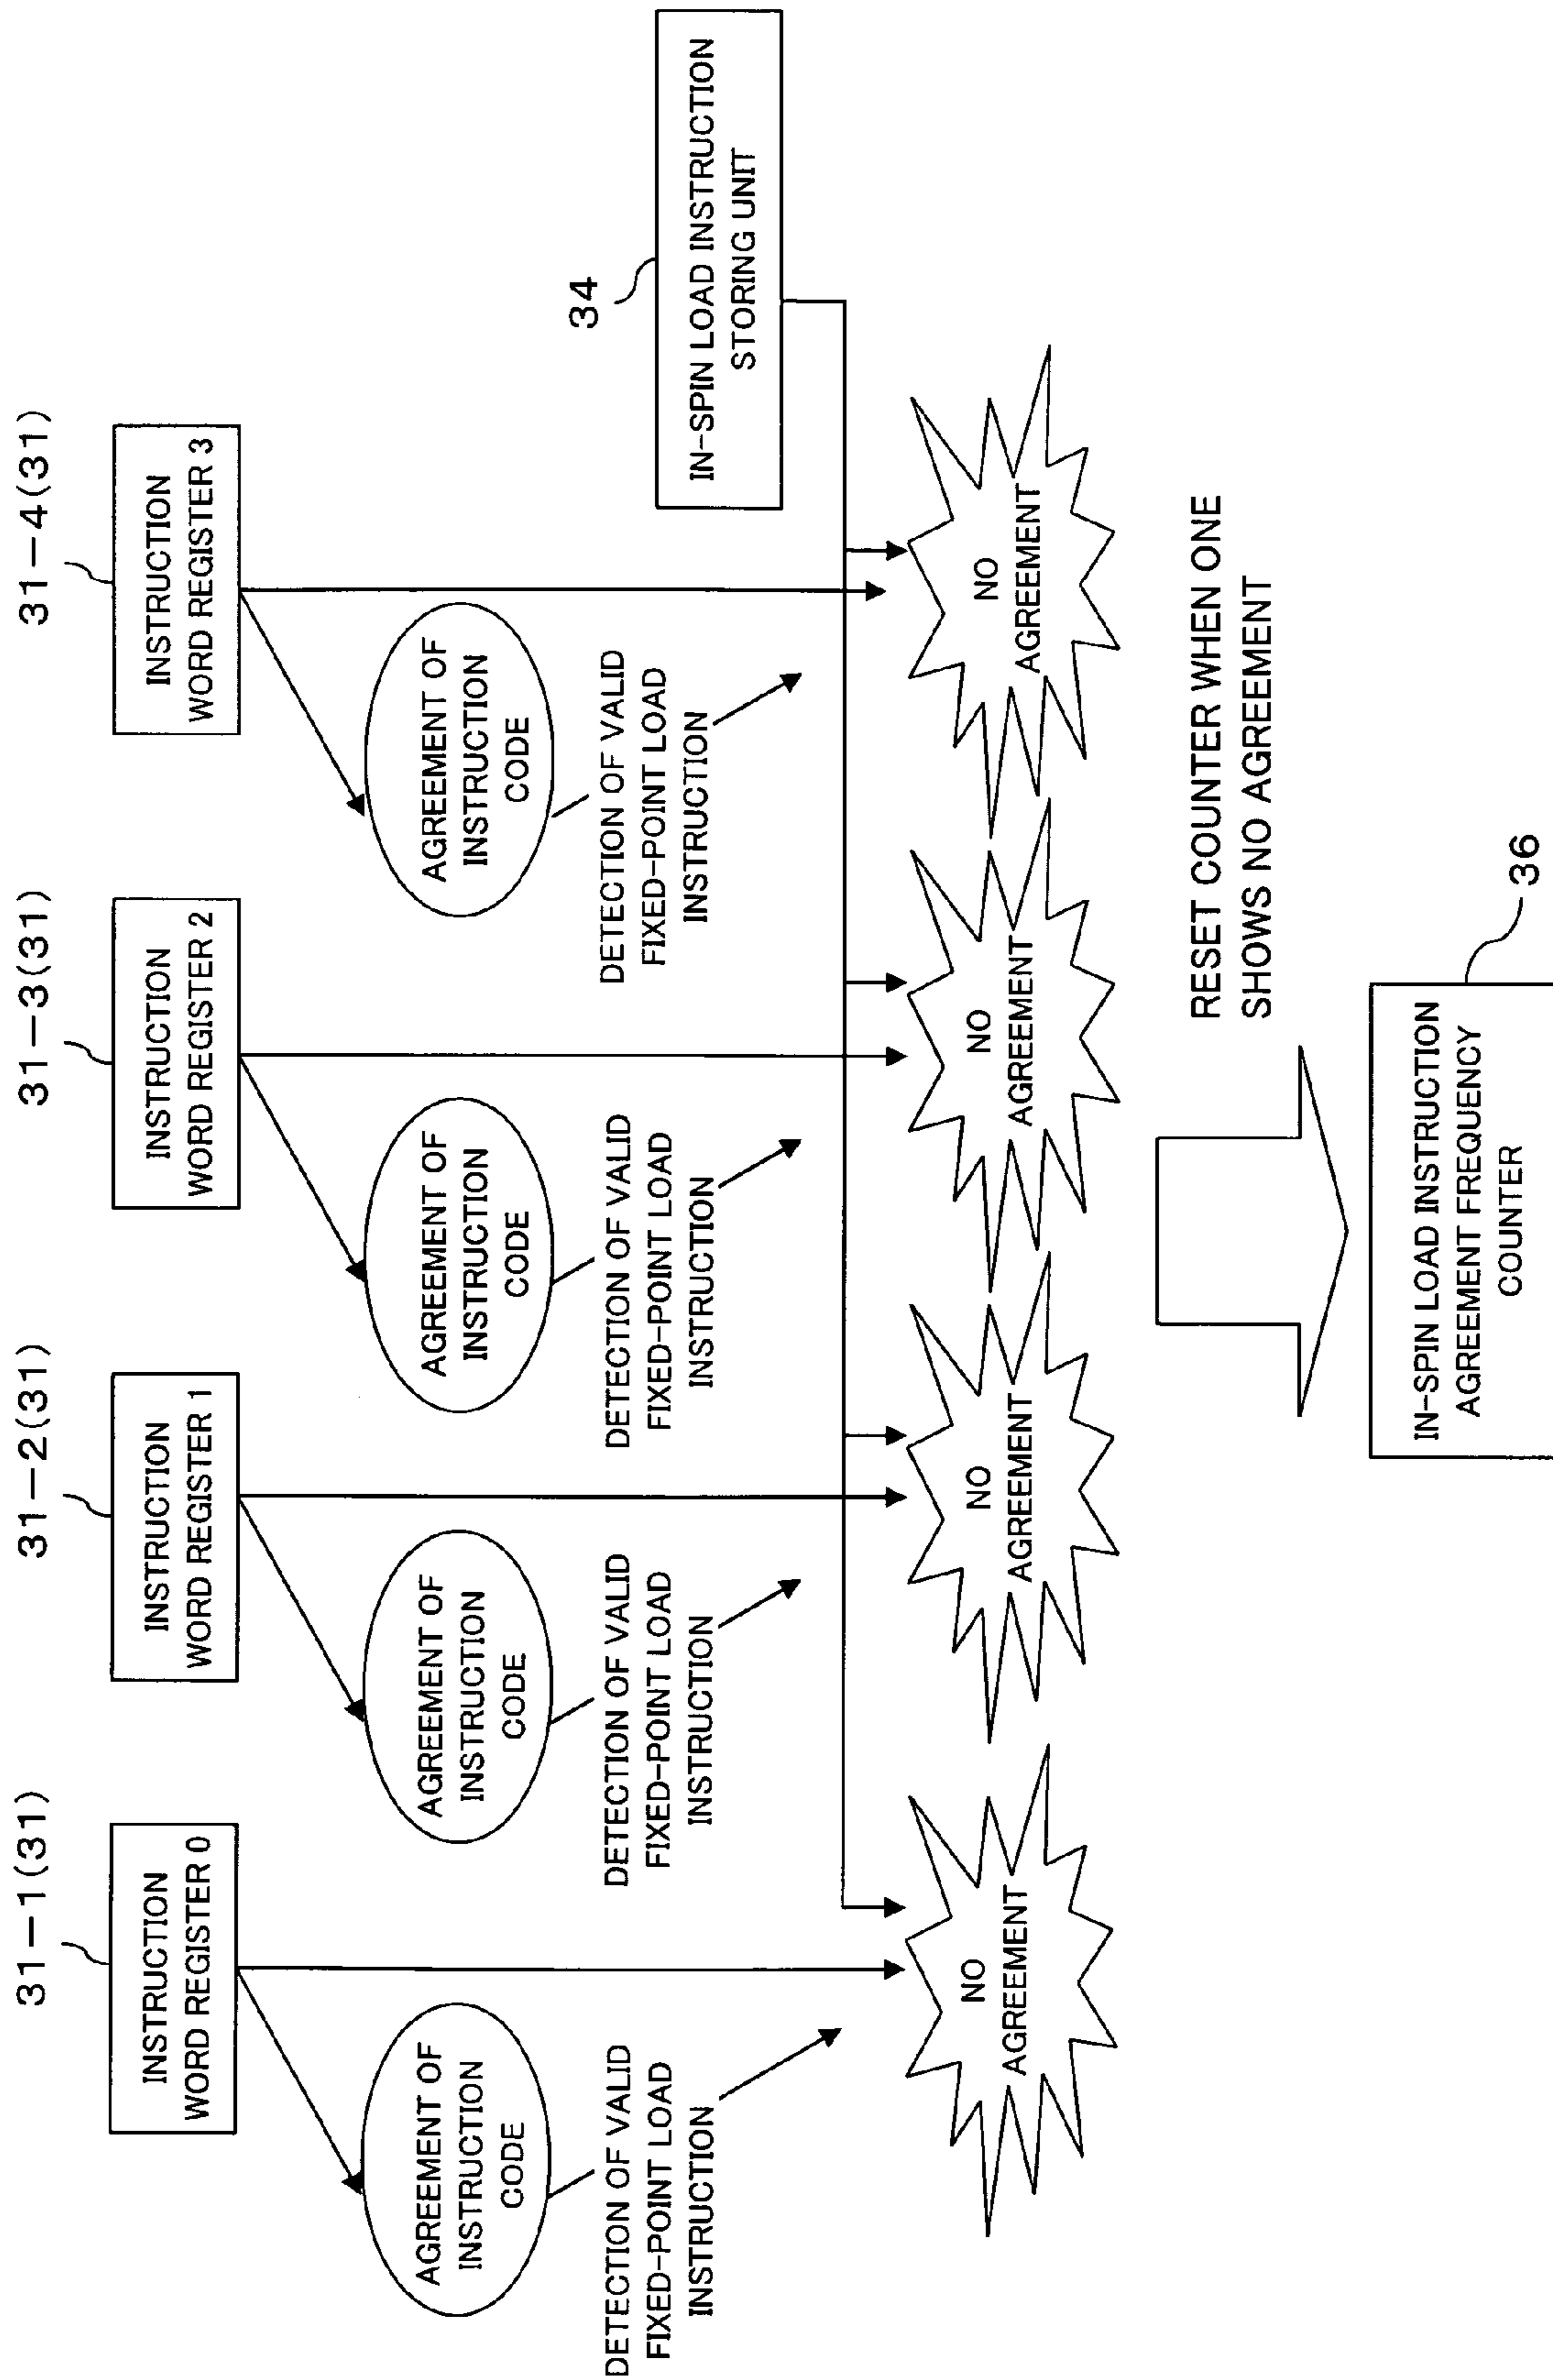 31-1(31)
31-2(31)
31-3(31)
31-4(31)
INSTRUCTION
WORD REGISTER 0
INSTRUCTION
WORD REGISTER 1
INSTRUCTION
WORD REGISTER 2
INSTRUCTION
WORD REGISTER 3
AGREEMENT OF
INSTRUCTION
CODE
AGREEMENT OF
INSTRUCTION
CODE
AGREEMENT OF
INSTRUCTION
CODE
AGREEMENT OF
INSTRUCTION
CODE
DETECTION OF VALID
FIXED-POINT LOAD
INSTRUCTION
DETECTION OF VALID
FIXED-POINT LOAD
INSTRUCTION
DETECTION OF VALID
FIXED-POINT LOAD
INSTRUCTION
DETECTION OF VALID
FIXED-POINT LOAD
INSTRUCTION
34
IN-SPIN LOAD INSTRUCTION
STORING UNIT
NO
AGREEMENT
NO
AGREEMENT
NO
AGREEMENT
NO
AGREEMENT
RESET COUNTER WHEN ONE
SHOWS NO AGREEMENT
IN-SPIN LOAD INSTRUCTION
AGREEMENT FREQUENCY
COUNTER
36